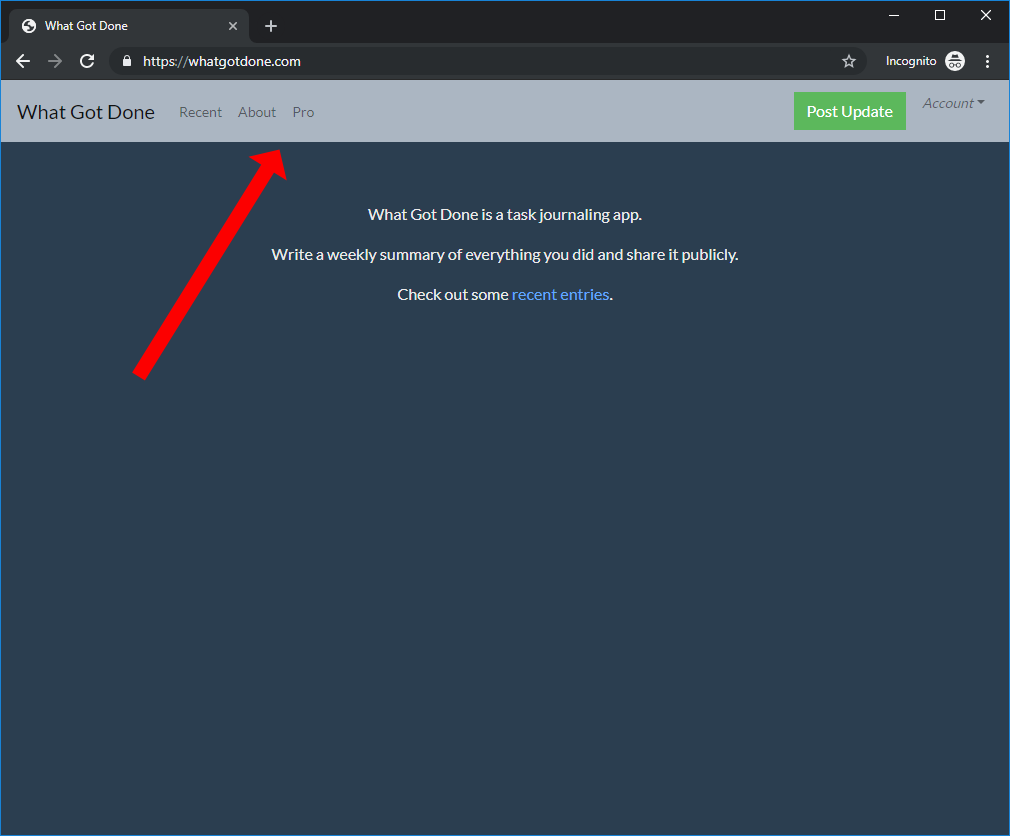 What Got Done
https://whatgotdone.com
Incognito
What Got Done Recent About Pro Post Update Account
What Got Done is a task journaling app.
Write a weekly summary of everything you did and share it publicly.
Check out some recent entries.